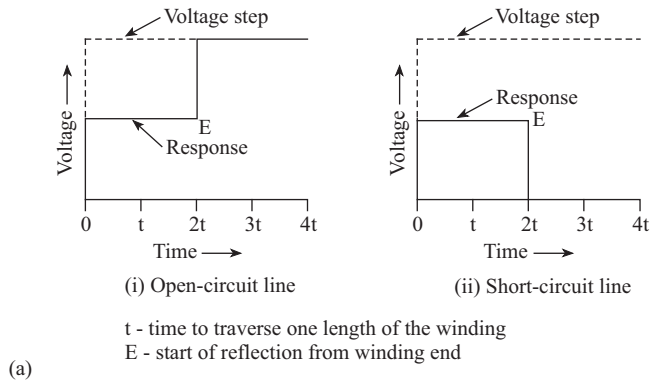 Voltage step
Voltage
E
Response
0 t 2t 3t 4t
Time
(i) Open-circuit line
Voltage step
Voltage
Response
E
0 t 2t 3t 4t
Time
(ii) Short-circuit line
t - time to traverse one length of the winding
E - start of reflection from winding end
(a)